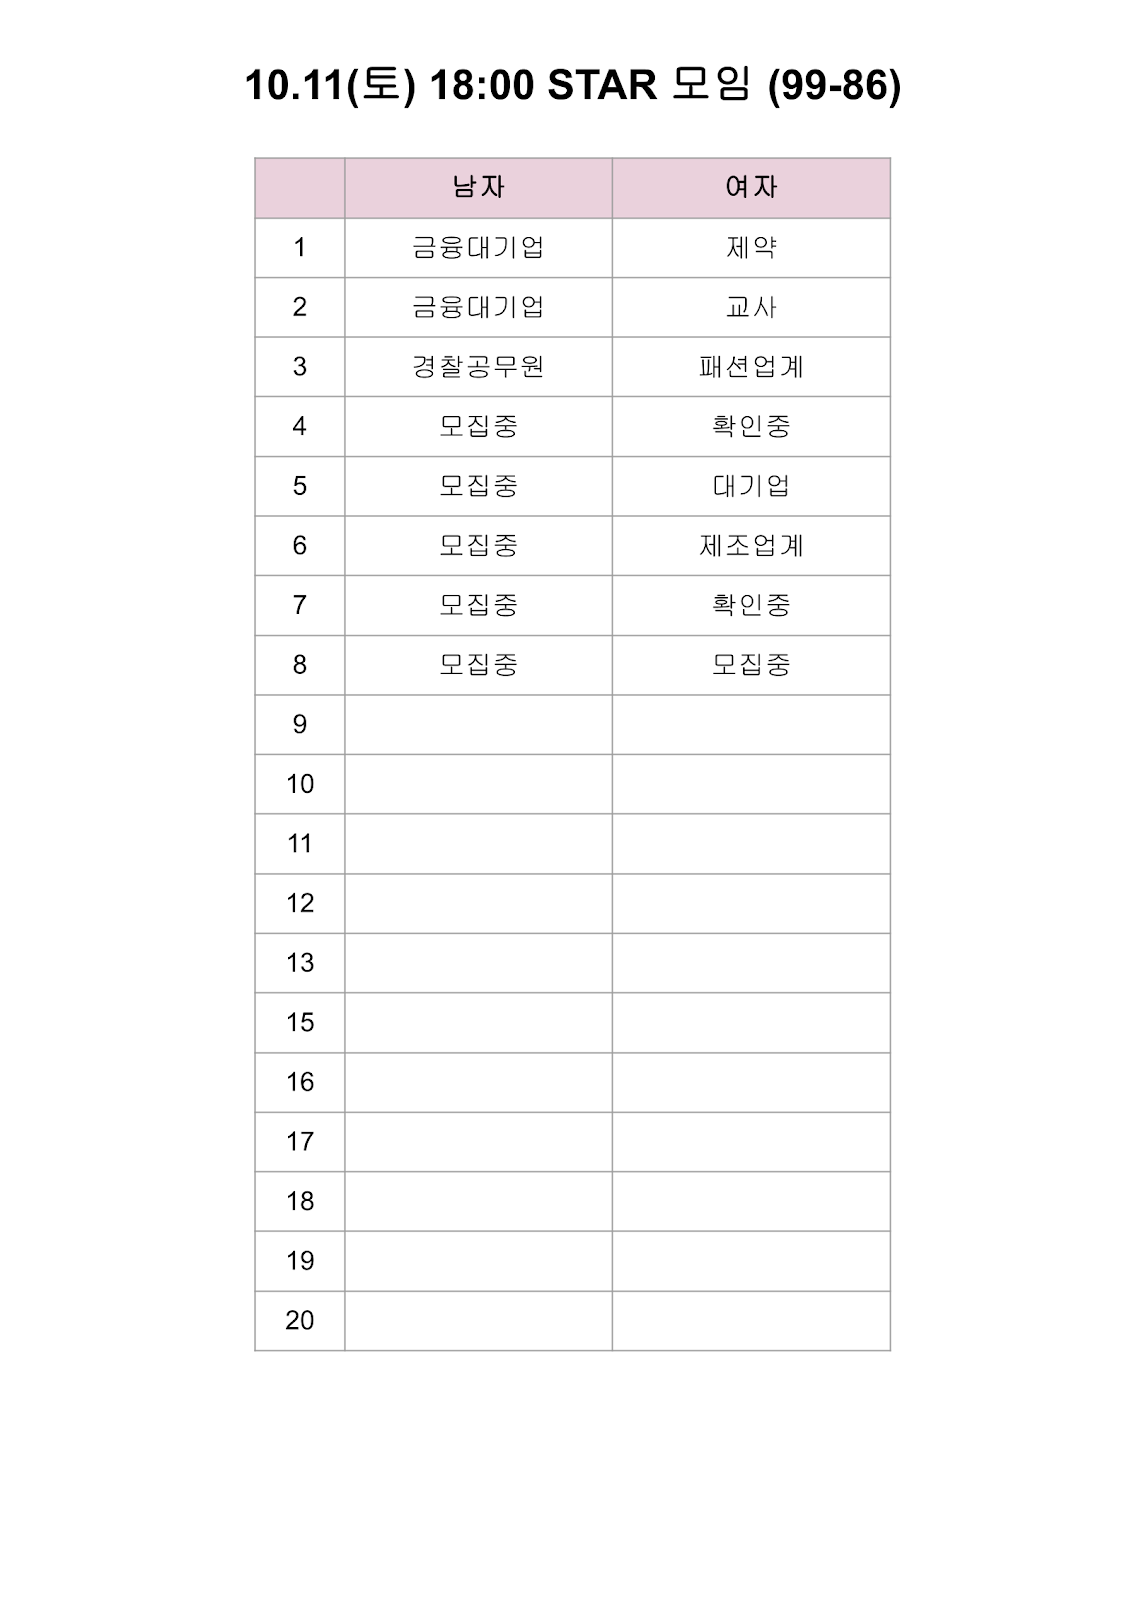 10.11(토) 18:00 STAR 모임 (99-86)
남자 여자
1 금융대기업 제약
2 금융대기업 교사
3 경찰공무원 패션업계
4 모집중 확인중
5 모집중 대기업
6 모집중 제조업계
7 모집중 확인중
8 모집중 모집중
9
10
11
12
13
15
16
17
18
19
20